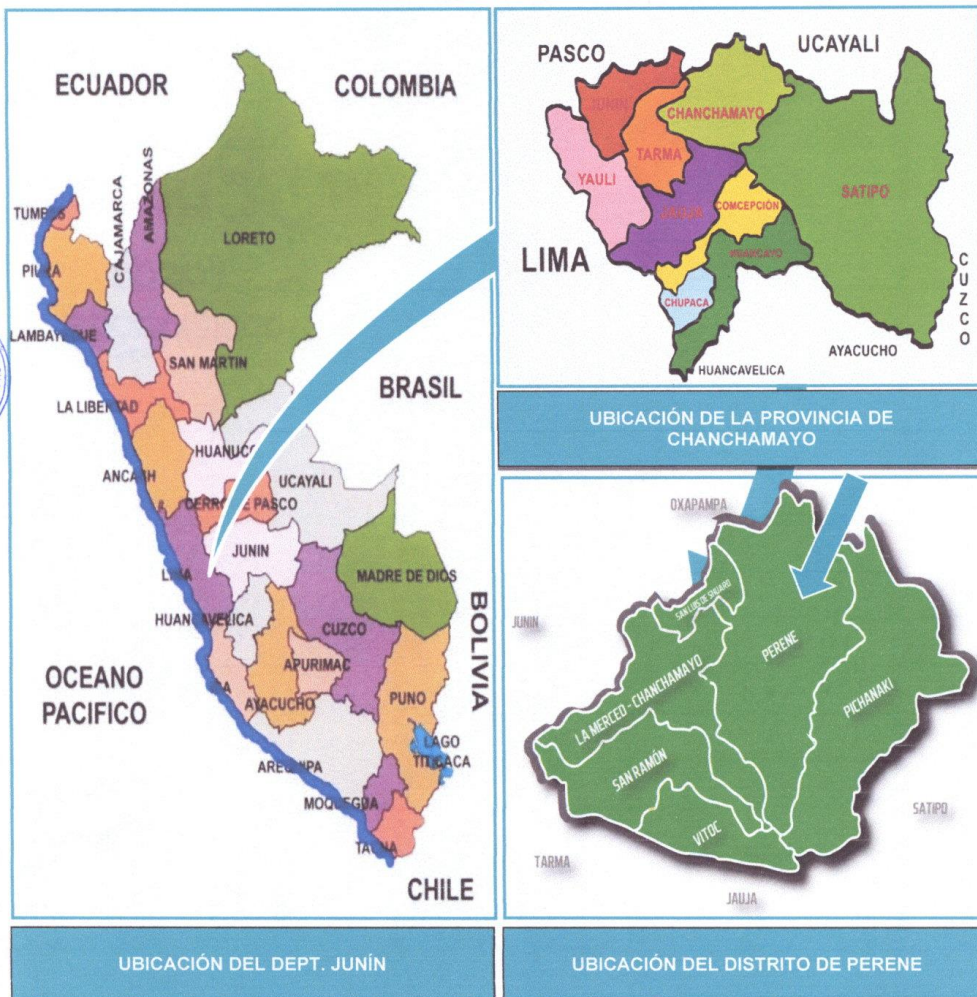 ECUADOR
COLOMBIA
TUMBES
PIURA
CAJAMARCA
AMAZONAS
LORETO
LAMBAYEQUE
SAN MARTIN
LA LIBERTAD
BRASIL
HUANUCO
ANCASH
UCAYALI
CERRO DE PASCO
JUNIN
LIMA
MADRE DE DIOS
HUANCAVELICA
CUZCO
BOLIVIA
APURIMAC
OCEANO
PACIFICO
AYACUCHO
PUNO
LAGO
TITICACA
AREQUIPA
MOQUEGUA
TACNA
CHILE
UBICACIÓN DEL DEPT. JUNÍN
PASCO
UCAYALI
JUNIN
CHANCHAMAYO
TARMA
YAULI
SATIPO
COMCEPCIÓN
LIMA
HUANCAYO
CUZCO
CHUPACA
AYACUCHO
HUANCAVELICA
UBICACIÓN DE LA PROVINCIA DE
CHANCHAMAYO
OXAPAMPA
SAN LUIS DE SHUARO
JUNIN
PERENE
LA MERCED - CHANCHAMAYO
PICHANAKI
SAN RAMÓN
VITOC
SATIPO
TARMA
JAUJA
UBICACIÓN DEL DISTRITO DE PERENE